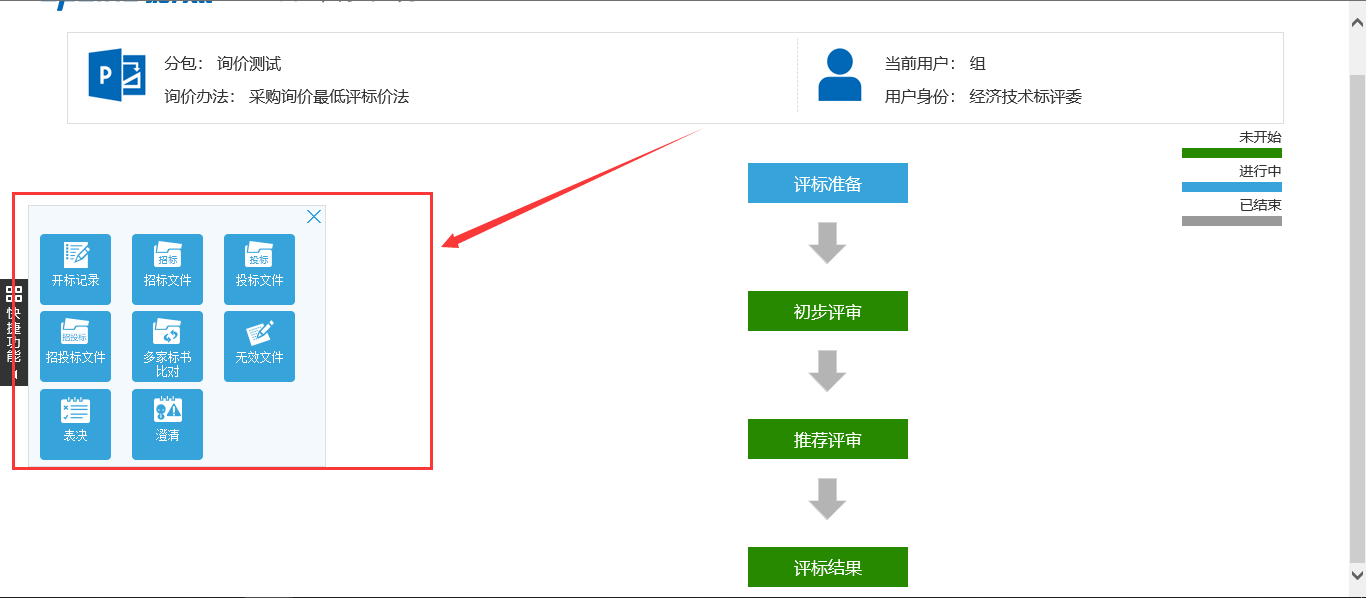 分包： 询价测试
询价办法： 采购询价最低评标价法
当前用户： 组
用户身份： 经济技术标评委
未开始
进行中
已结束
评标准备
初步评审
推荐评审
评标结果
快捷功能
开标记录
招标
招标文件
投标
投标文件
招投标
招投标文件
多家标书
比对
无效文件
表决
澄清